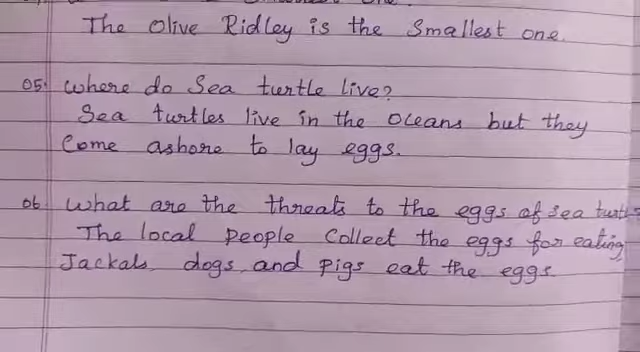 The Olive Ridley is the Smallest one.
05. Where do Sea turtle live?
Sea turtles live in the Oceans but they
Come ashore to lay eggs.
06. What are the threats to the eggs of sea turtle?
The local People Collect the eggs for eating,
Jackals, dogs, and pigs eat the eggs